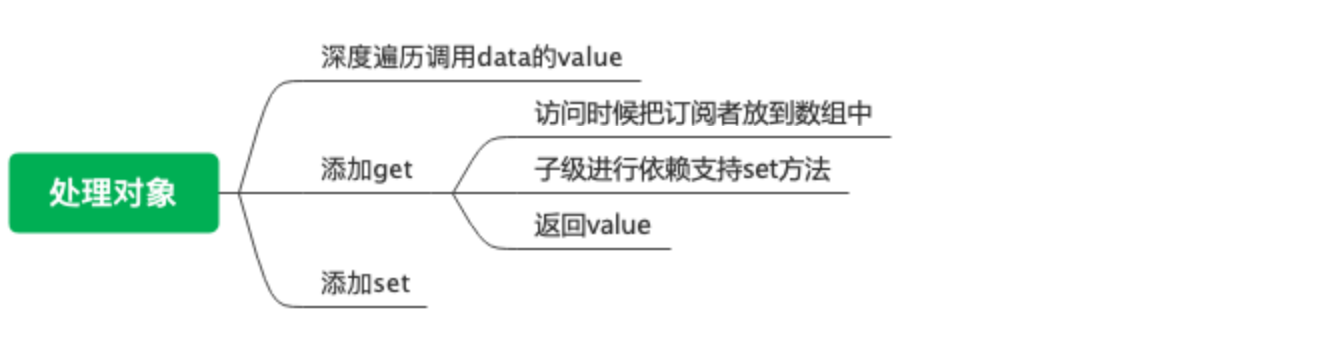 处理对象
深度遍历调用data的value
添加get
访问时候把订阅者放到数组中
子级进行依赖支持set方法
返回value
添加set